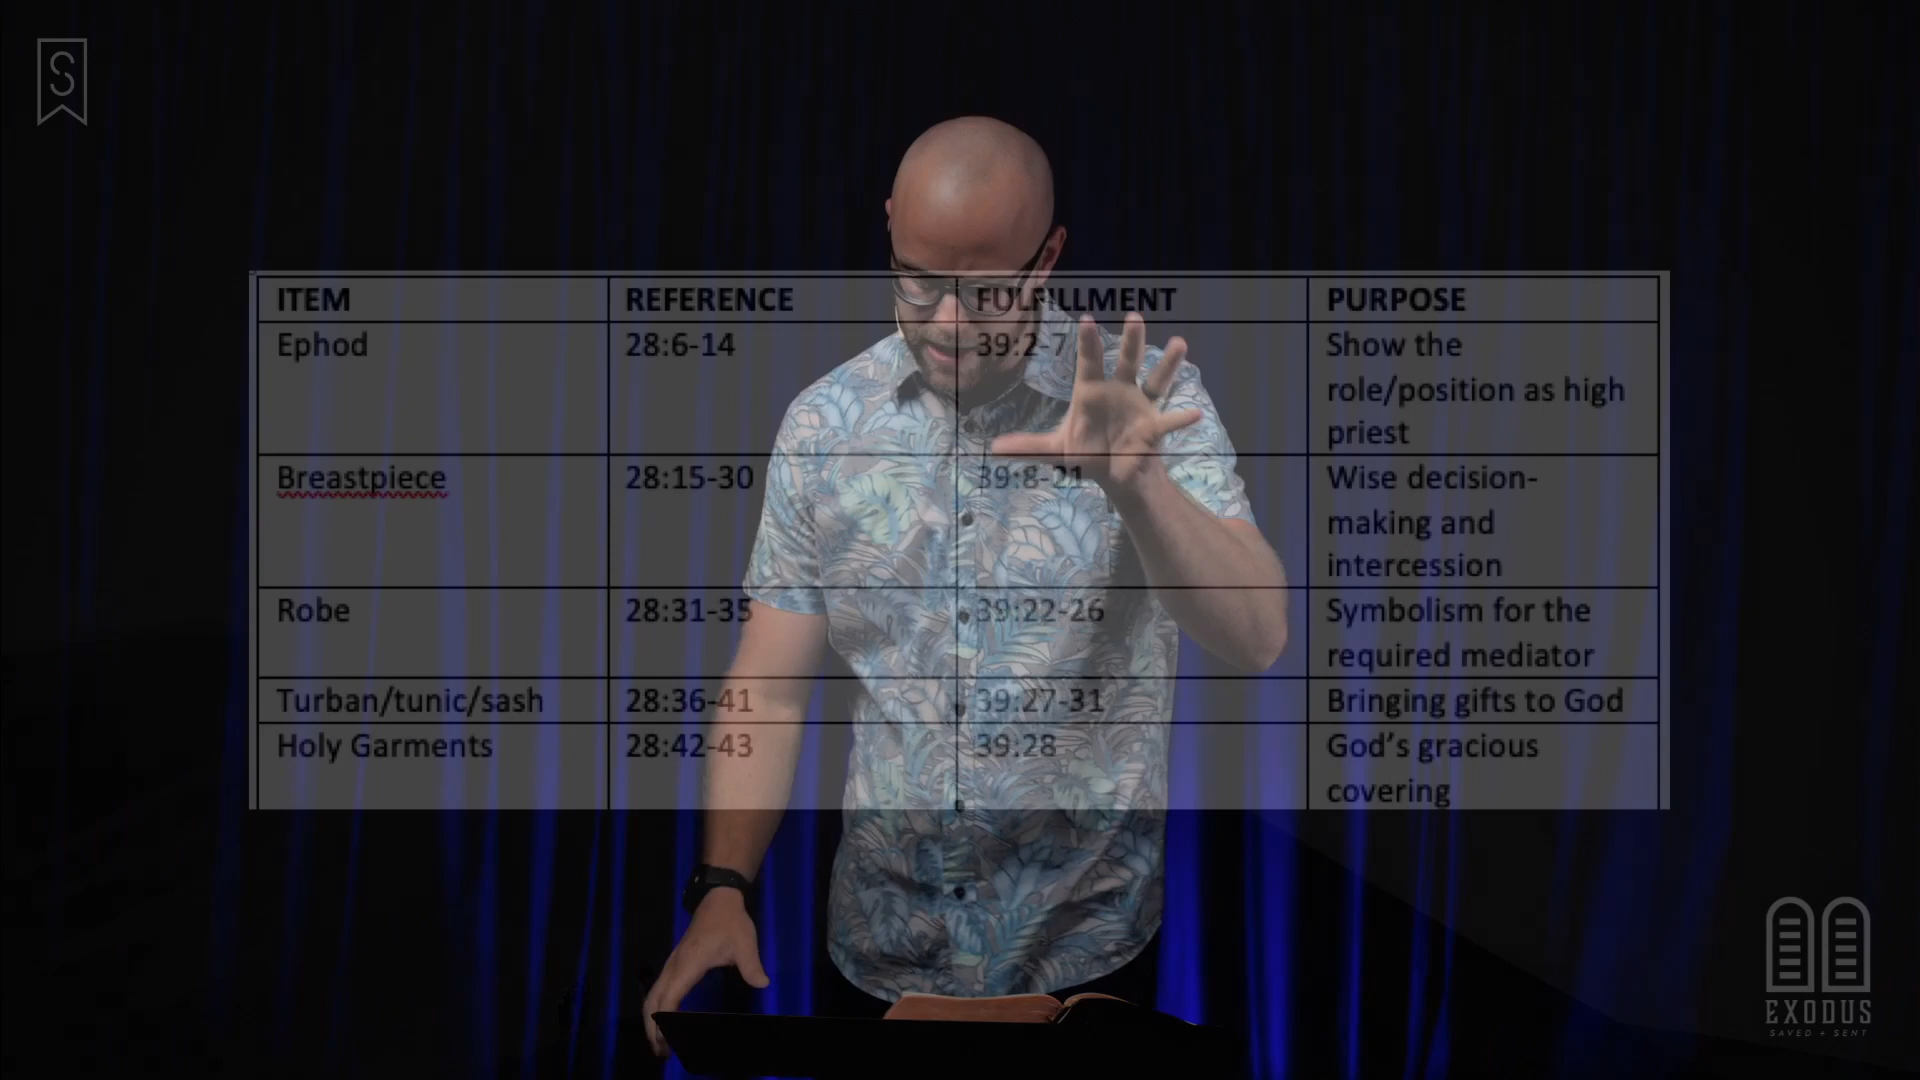 S
ITEM REFERENCE FULFILLMENT PURPOSE
Ephod 28:6-14 39:2-7 Show the
role/position as high
priest
Breastpiece 28:15-30 39:8-21 Wise decision-
making and
intercession
Robe 28:31-35 39:22-26 Symbolism for the
required mediator
Turban/tunic/sash 28:36-41 39:27-31 Bringing gifts to God
Holy Garments 28:42-43 39:28 God’s gracious
covering
EXODUS
SAVED + SENT